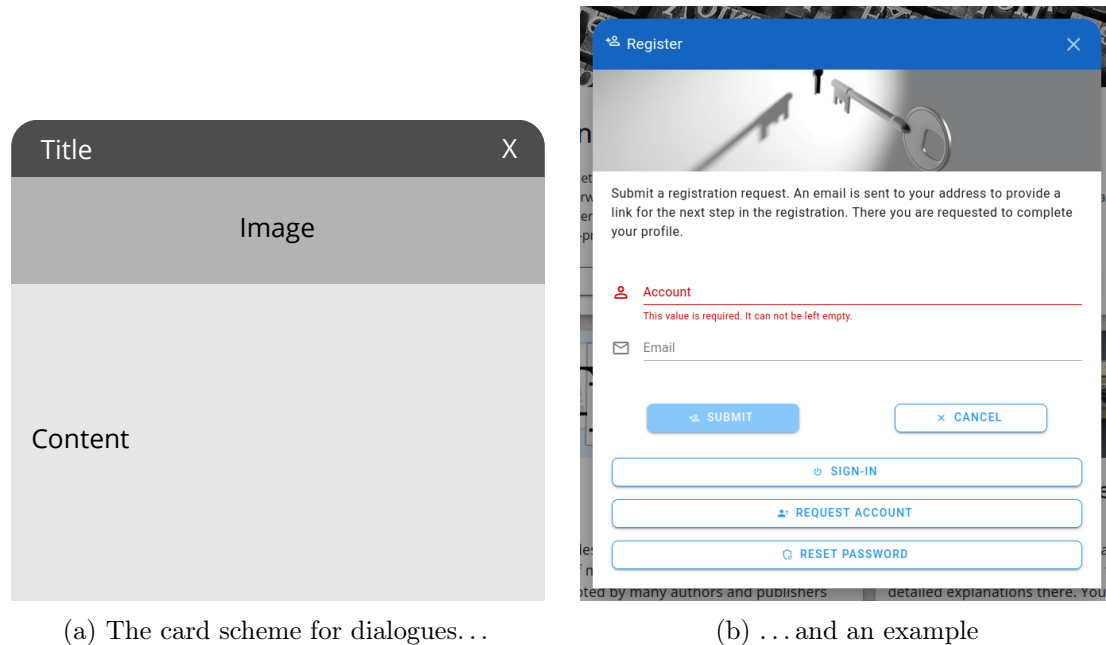 Title
X
Image
Content
(a) The card scheme for dialogues...
Register
Submit a registration request. An email is sent to your address to provide a
link for the next step in the registration. There you are requested to complete
your profile.
Account
This value is required. It can not be left empty.
Email
SUBMIT
CANCEL
SIGN-IN
REQUEST ACCOUNT
RESET PASSWORD
pted by many authors and publishers
detailed explanations there. You
(b) ...and an example